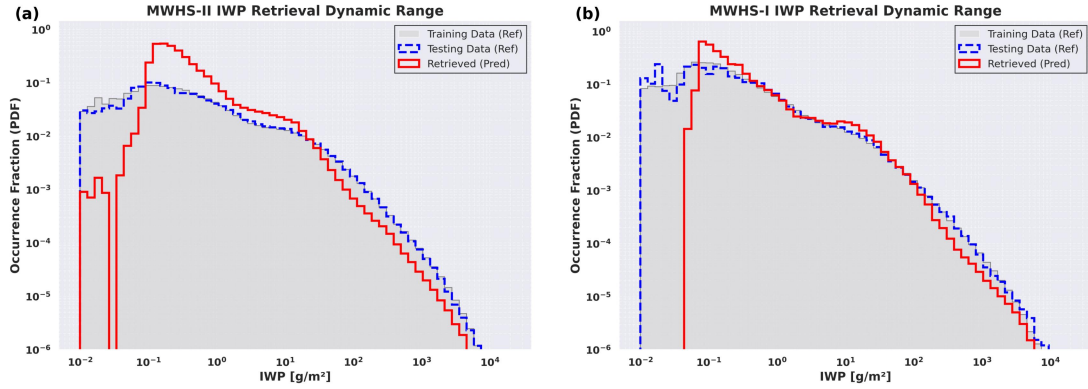 (a)
MWHS-II IWP Retrieval Dynamic Range
Training Data (Ref)
Testing Data (Ref)
Retrieved (Pred)
Occurrence Fraction (PDF)
10⁰
10⁻¹
10⁻²
10⁻³
10⁻⁴
10⁻⁵
10⁻⁶
10⁻² 10⁻¹ 10⁰ 10¹ 10² 10³ 10⁴
IWP [g/m²]
(b)
MWHS-I IWP Retrieval Dynamic Range
Training Data (Ref)
Testing Data (Ref)
Retrieved (Pred)
Occurrence Fraction (PDF)
10⁰
10⁻¹
10⁻²
10⁻³
10⁻⁴
10⁻⁵
10⁻⁶
10⁻² 10⁻¹ 10⁰ 10¹ 10² 10³ 10⁴
IWP [g/m²]